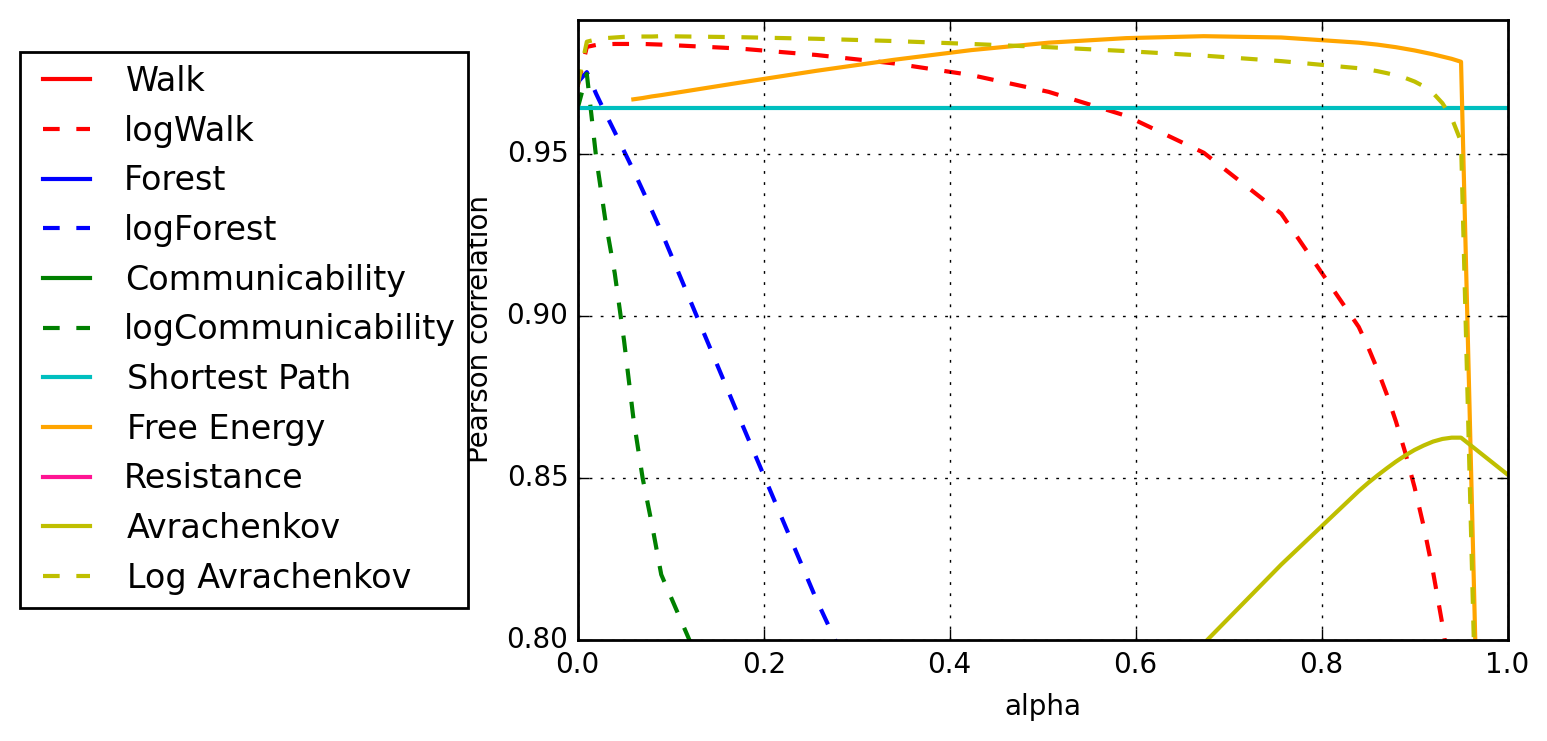 Walk
logWalk
Forest
logForest
Communicability
logCommunicability
Shortest Path
Free Energy
Resistance
Avrachenkov
Log Avrachenkov
Pearson correlation
0.95
0.90
0.85
0.80
0.0 0.2 0.4 0.6 0.8 1.0
alpha